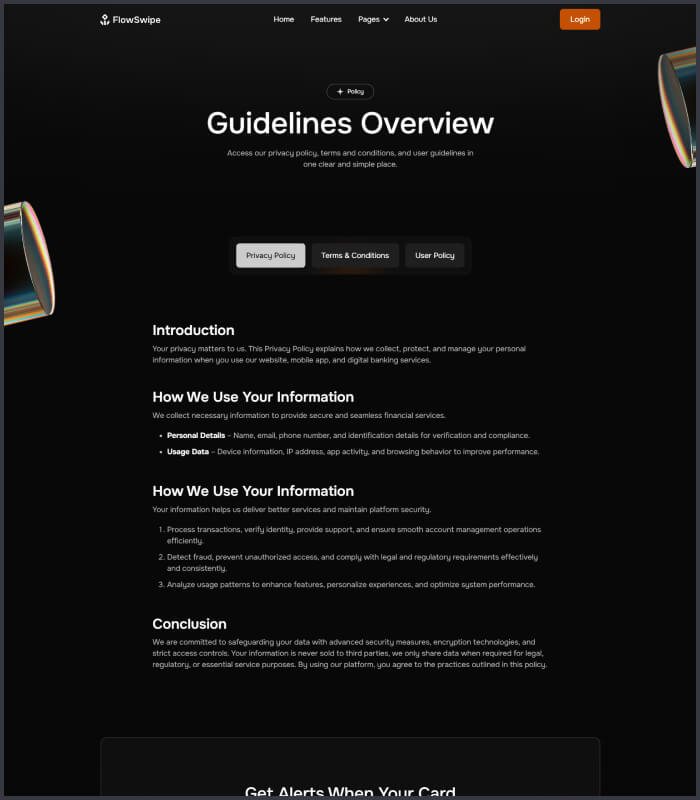 FlowSwipe
Home
Features
Pages
About Us
Login
Policy
Guidelines Overview
Access our privacy policy, terms and conditions, and user guidelines in
one clear and simple place.
Privacy Policy
Terms & Conditions
User Policy
Introduction
Your privacy matters to us. This Privacy Policy explains how we collect, protect, and manage your personal
information when you use our website, mobile app, and digital banking services.
How We Use Your Information
We collect necessary information to provide secure and seamless financial services.
• Personal Details – Name, email, phone number, and identification details for verification and compliance.
• Usage Data – Device information, IP address, app activity, and browsing behavior to improve performance.
How We Use Your Information
Your information helps us deliver better services and maintain platform security.
1. Process transactions, verify identity, provide support, and ensure smooth account management operations
efficiently.
2. Detect fraud, prevent unauthorized access, and comply with legal and regulatory requirements effectively
and consistently.
3. Analyze usage patterns to enhance features, personalize experiences, and optimize system performance.
Conclusion
We are committed to safeguarding your data with advanced security measures, encryption technologies, and
strict access controls. Your information is never sold to third parties, we only share data when required for legal,
regulatory, or essential service purposes. By using our platform, you agree to the practices outlined in this policy.
Get Alerts When Your Card